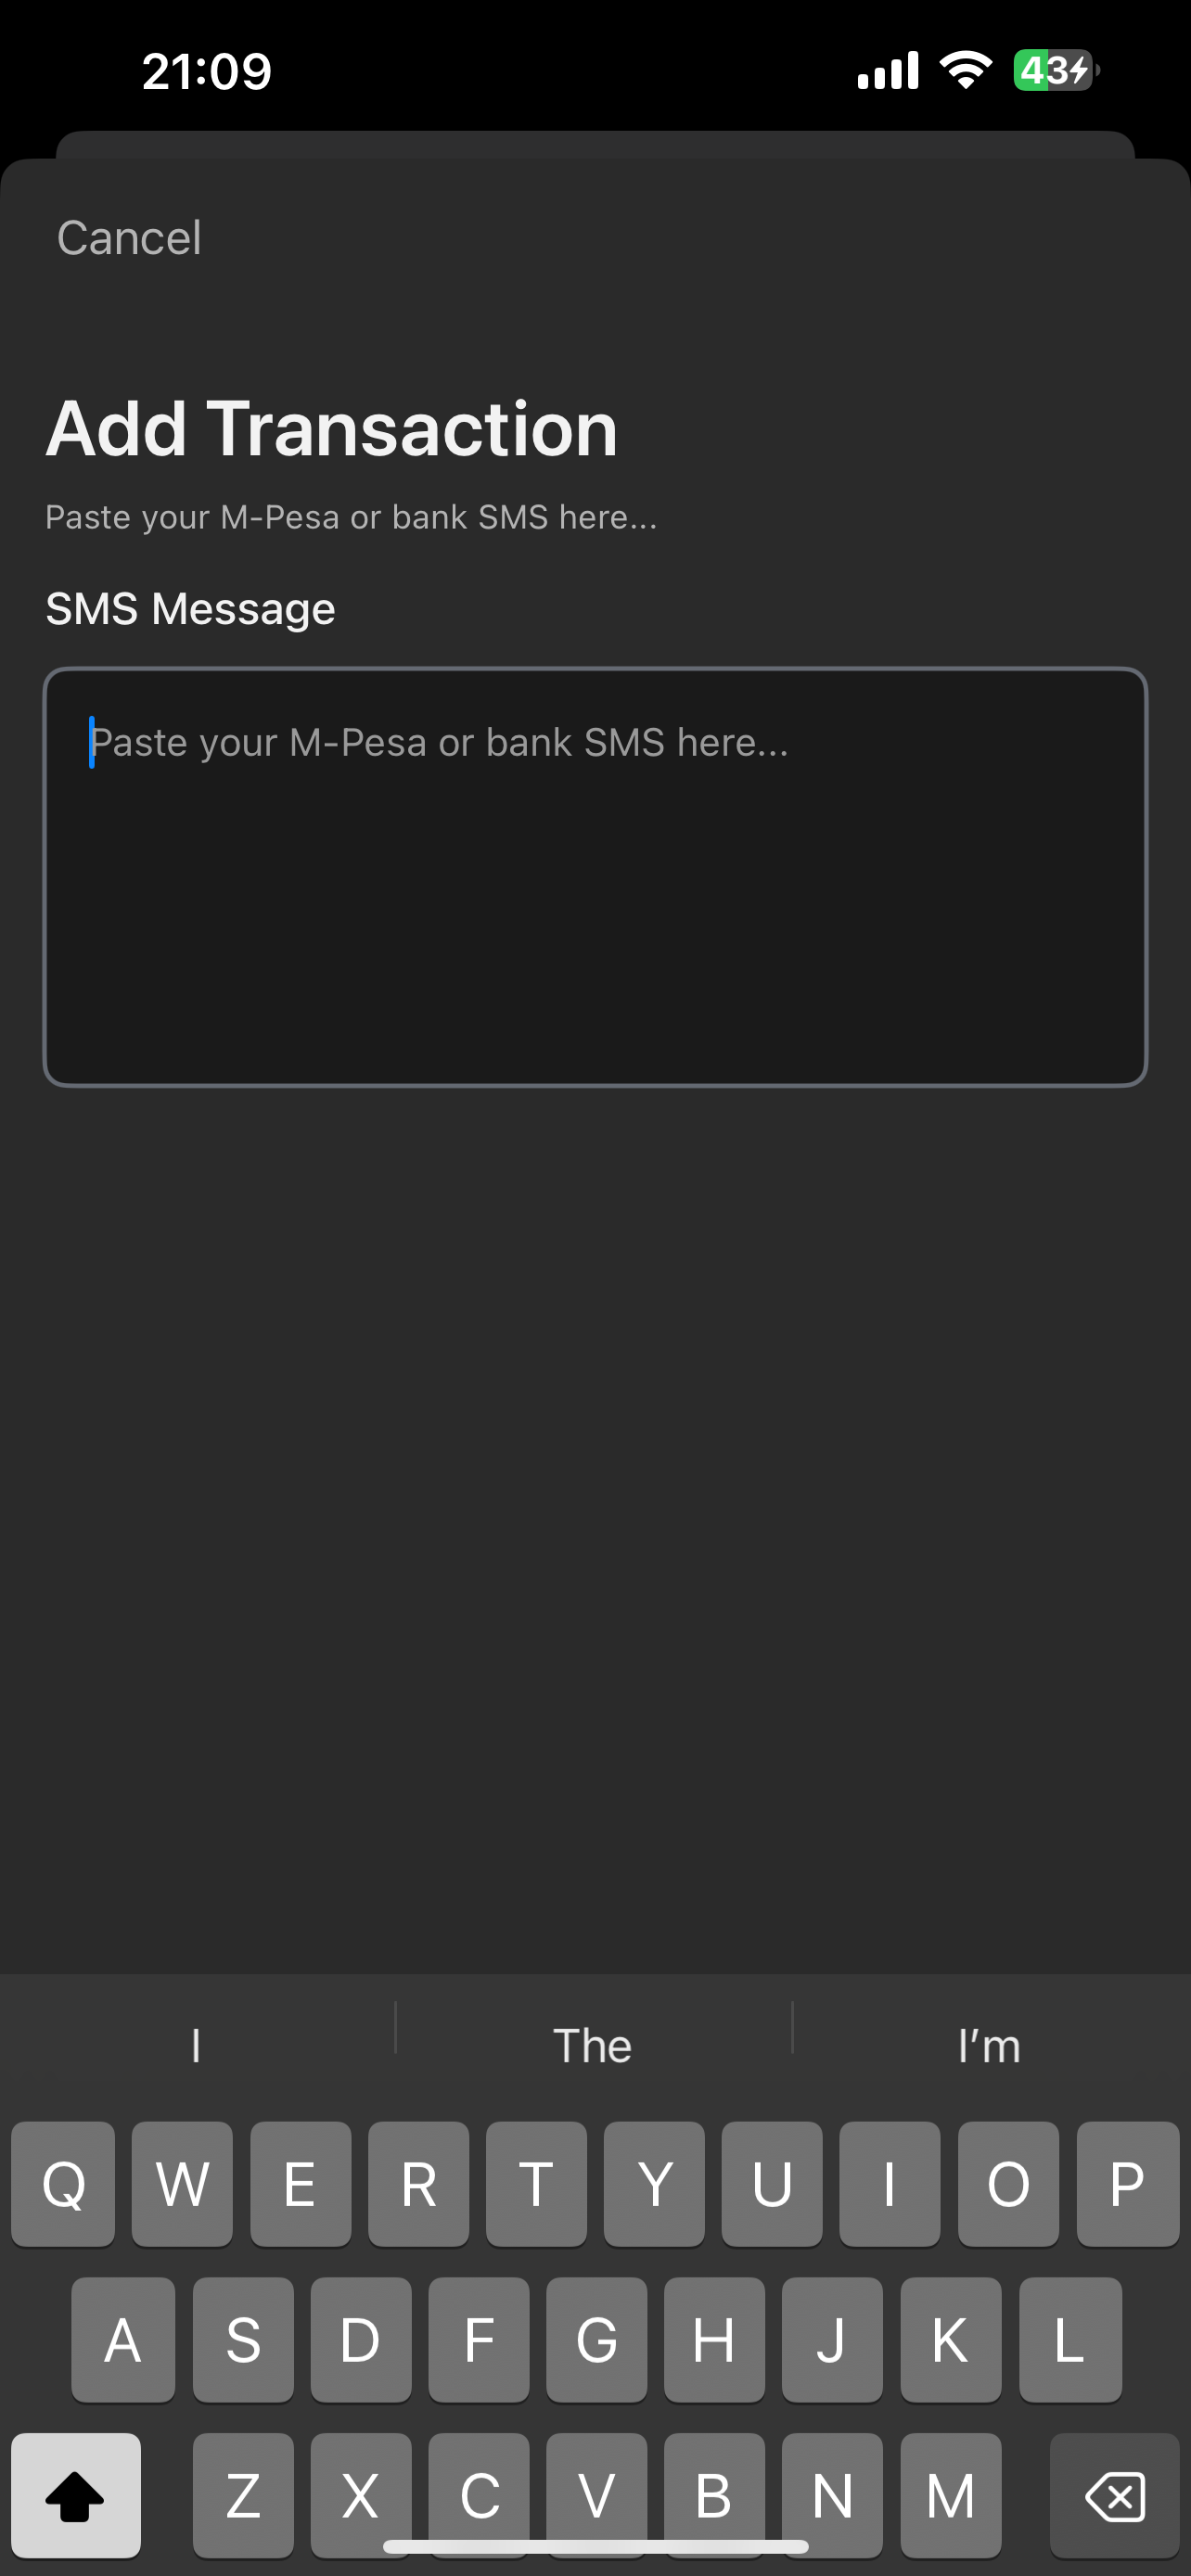 21:09
43
Cancel
Add Transaction
Paste your M-Pesa or bank SMS here...
SMS Message
Paste your M-Pesa or bank SMS here...
I The I’m
Q W E R T Y U I O P
A S D F G H J K L
Z X C V B N M